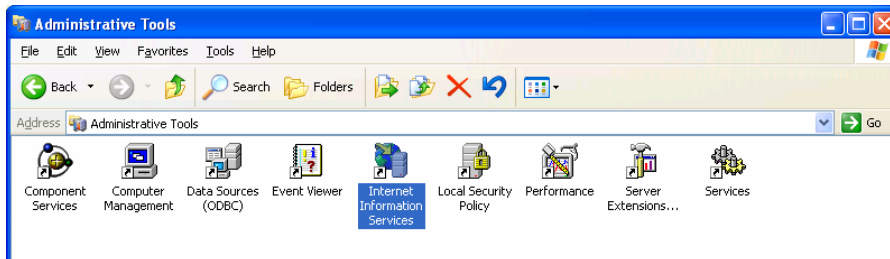 Administrative Tools
File Edit View Favorites Tools Help
Back Search Folders
Address Administrative Tools Go
Component Services
Computer Management
Data Sources (ODBC)
Event Viewer
Internet Information Services
Local Security Policy
Performance
Server Extensions...
Services